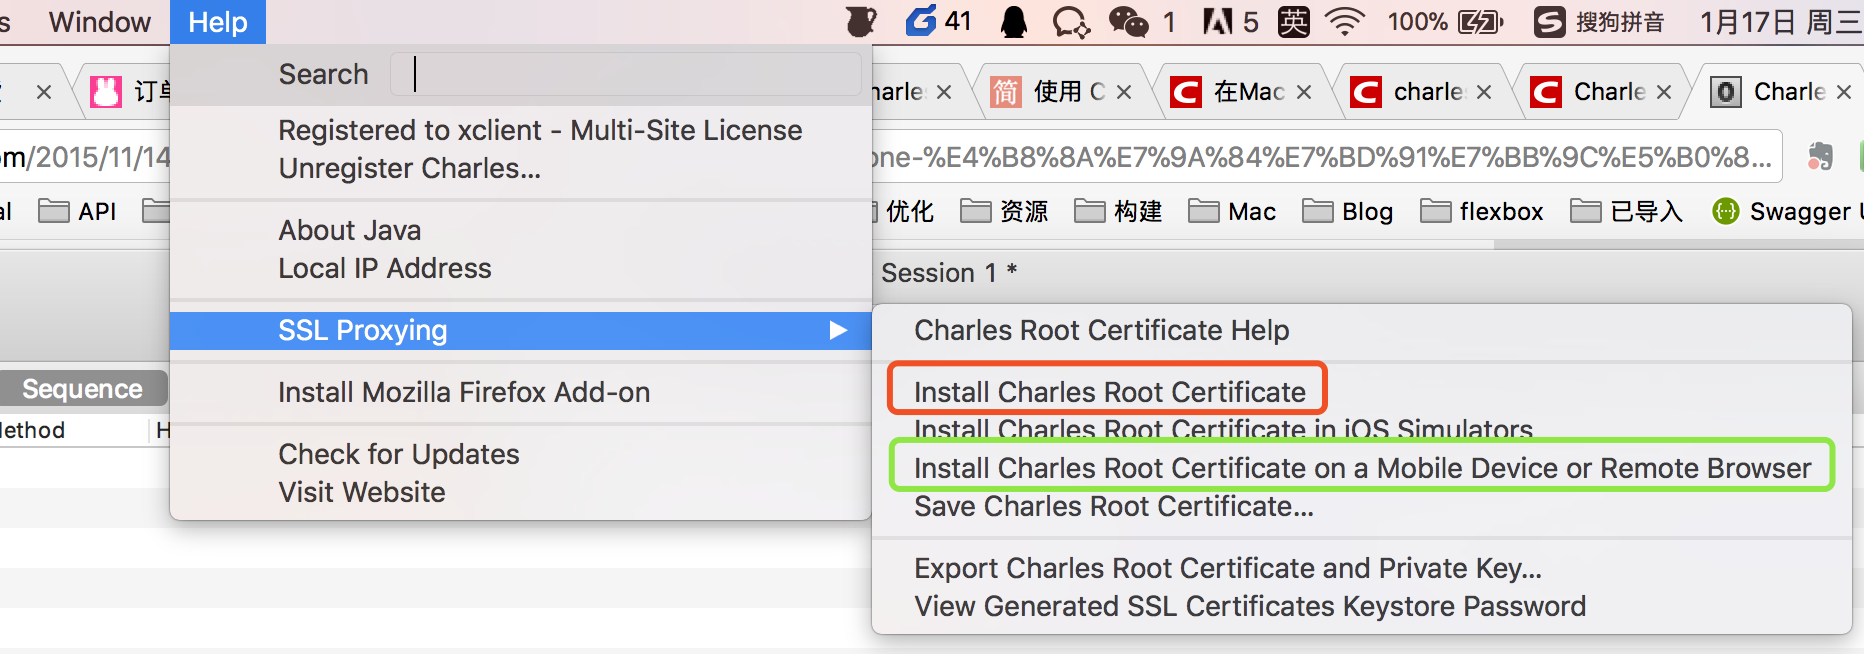 s Window Help 41 1 5 英 100% 搜狗拼音 1月17日 周三
订单 使用 C 在Mac charle Charle Charle
Search
om/2015/11/14 one-%E4%B8%8A%E7%9A%84%E7%BD%91%E7%BB%9C%E5%B0%8...
API 优化 资源 构建 Mac Blog flexbox 已导入 Swagger U
Registered to xclient - Multi-Site License
Unregister Charles...
About Java
Local IP Address
SSL Proxying
Install Mozilla Firefox Add-on
Check for Updates
Visit Website
Session 1 *
Sequence
ethod H
Charles Root Certificate Help
Install Charles Root Certificate
Install Charles Root Certificate in iOS Simulators
Install Charles Root Certificate on a Mobile Device or Remote Browser
Save Charles Root Certificate...
Export Charles Root Certificate and Private Key...
View Generated SSL Certificates Keystore Password